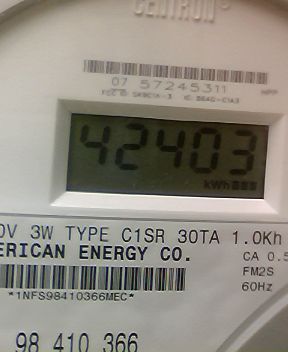 CENTRON
07 57245311
42403
kWh
3W TYPE C1SR 30TA 1.0Kh
ERICAN ENERGY CO.
CA 0.5
FM2S
*1NFS98410366MEC*
60Hz
98 410 366